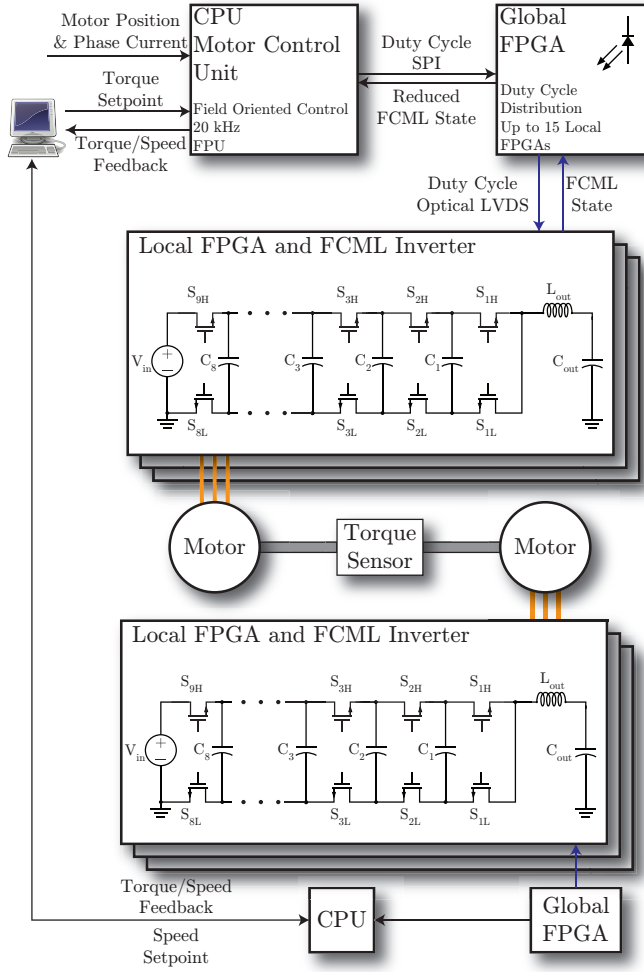 Motor Position
& Phase Current
Torque
Setpoint
Torque/Speed
Feedback
CPU
Motor Control
Unit
Field Oriented Control
20 kHz
FPU
Duty Cycle
SPI
Reduced
FCML State
Global
FPGA
Duty Cycle
Distribution
Up to 15 Local
FPGAs
Duty Cycle
Optical LVDS
FCML
State
Local FPGA and FCML Inverter
S9H
S3H
S2H
S1H
Lout
Vin
C8
C3
C2
C1
Cout
S8L
S3L
S2L
S1L
Motor
Torque
Sensor
Motor
Local FPGA and FCML Inverter
S9H
S3H
S2H
S1H
Lout
Vin
C8
C3
C2
C1
Cout
S8L
S3L
S2L
S1L
Torque/Speed
Feedback
Speed
Setpoint
CPU
Global
FPGA